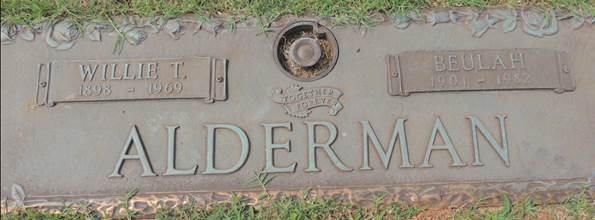 WILLIE T.
1898 - 1969
BEULAH
1901 - 1982
TOGETHER
FOREVER
ALDERMAN